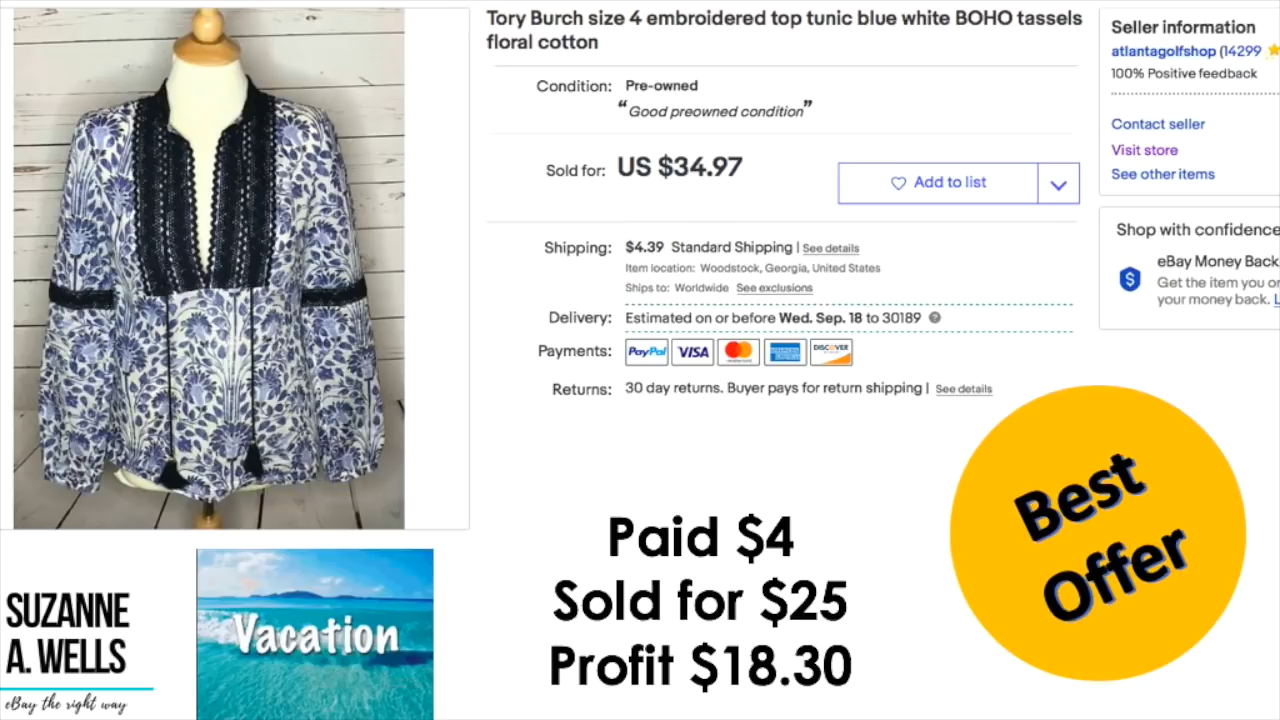 Tory Burch size 4 embroidered top tunic blue white BOHO tassels
floral cotton
Condition: Pre-owned
“Good preowned condition”
Sold for: US $34.97
Add to list
Shipping: $4.39 Standard Shipping | See details
Item location: Woodstock, Georgia, United States
Ships to: Worldwide See exclusions
Delivery: Estimated on or before Wed. Sep. 18 to 30189 ?
Payments: PayPal VISA MasterCard AMERICAN EXPRESS DISCOVER
Returns: 30 day returns. Buyer pays for return shipping | See details
Seller information
atlantagolfshop (14299
100% Positive feedback
Contact seller
Visit store
See other items
Shop with confidence
eBay Money Back
Get the item you or
your money back. L
Best
Offer
Paid $4
Sold for $25
Profit $18.30
SUZANNE
A. WELLS
eBay the right way
Vacation